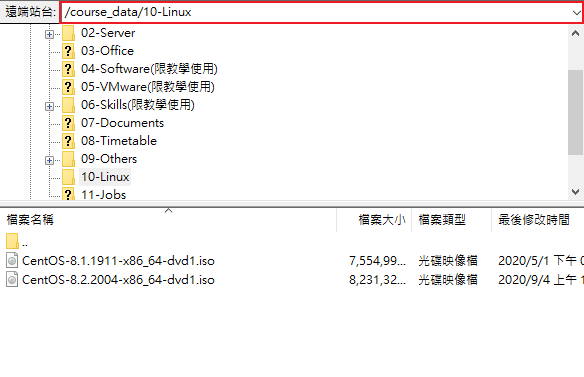 遠端站台: /course_data/10-Linux
02-Server
03-Office
04-Software(限教學使用)
05-VMware(限教學使用)
06-Skills(限教學使用)
07-Documents
08-Timetable
09-Others
10-Linux
11-Jobs
檔案名稱 檔案大小 檔案類型 最後修改時間
..
CentOS-8.1.1911-x86_64-dvd1.iso 7,554,99... 光碟映像檔 2020/5/1 下午 0
CentOS-8.2.2004-x86_64-dvd1.iso 8,231,32... 光碟映像檔 2020/9/4 上午 1